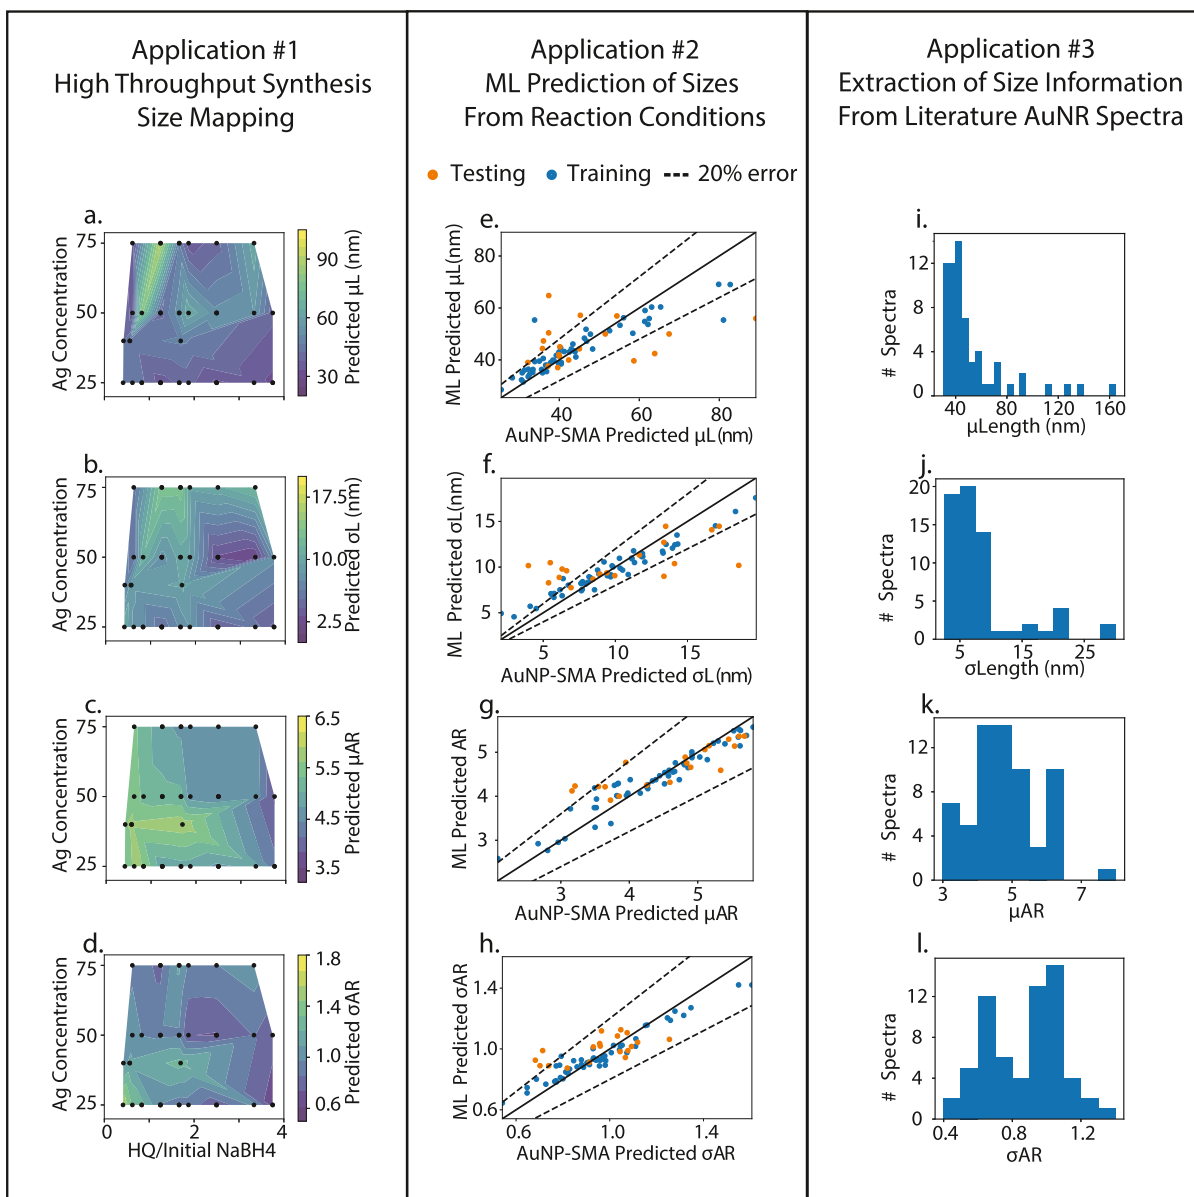 Application #1
High Throughput Synthesis
Size Mapping
a.
75
50
25
Ag Concentration
90
60
30
Predicted µL (nm)
b.
75
50
25
Ag Concentration
17.5
10.0
2.5
Predicted σL (nm)
c.
75
50
25
Ag Concentration
6.5
5.5
4.5
3.5
Predicted µAR
d.
75
50
25
Ag Concentration
1.8
1.4
1.0
0.6
Predicted σAR
0 2 4
HQ/Initial NaBH4
Application #2
ML Prediction of Sizes
From Reaction Conditions
Testing Training 20% error
e.
80
60
40
ML Predicted µL(nm)
40 60 80
AuNP-SMA Predicted µL(nm)
f.
15
10
5
ML Predicted σL(nm)
5 10 15
AuNP-SMA Predicted σL(nm)
g.
5
4
3
ML Predicted AR
3 4 5
AuNP-SMA Predicted µAR
h.
1.4
1.0
0.6
ML Predicted σAR
0.6 1.0 1.4
AuNP-SMA Predicted σAR
Application #3
Extraction of Size Information
From Literature AuNR Spectra
i.
12
8
4
0
# Spectra
40 80 120 160
µLength (nm)
j.
20
15
10
5
0
# Spectra
5 15 25
σLength (nm)
k.
12
8
4
0
# Spectra
3 5 7
µAR
l.
12
8
4
0
# Spectra
0.4 0.8 1.2
σAR